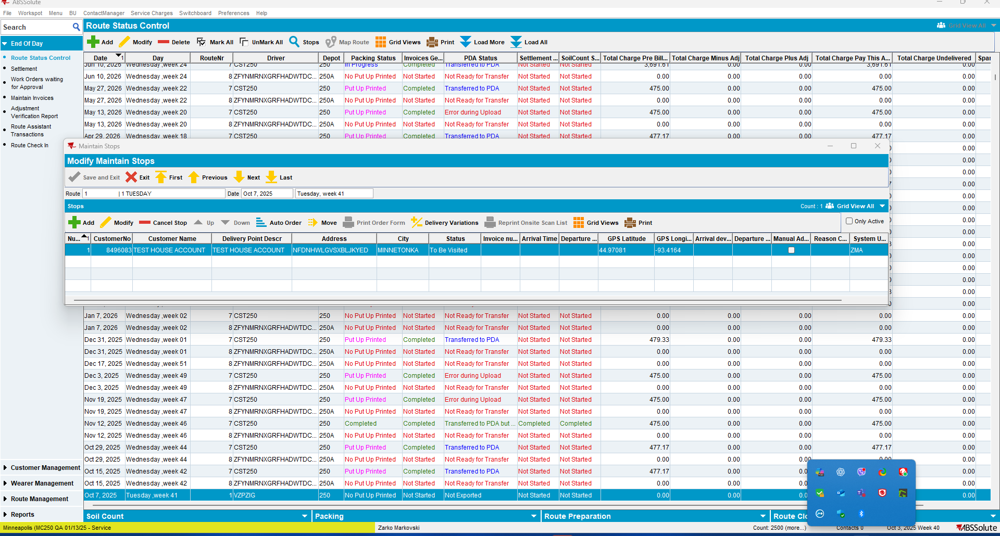 ABSSolute
File Workspot Menu BU ContactManager Service Charges Switchboard Preferences Help
Search
Route Status Control
Grid View All
End Of Day
Route Status Control
Settlement
Work Orders waiting
for Approval
Maintain Invoices
Adjustment
Verification Report
Route Assistant
Transactions
Route Check In
Add Modify Delete Mark All UnMark All Stops Map Route Grid Views Print Load More Load All
Date 1 Day RouteNr Driver Depot Packing Status Invoices Ge... PDA Status Settlement ... SoilCount S... Total Charge Pre Bill... Total Charge Minus Adj Total Charge Plus Adj Total Charge Pay This A... Total Charge Undelivered Spar
Jun 10, 2026 Wednesday ,week 24 7 CST250 250 In Progress Completed Transferred to PDA Not Started Not Started 3,691.61 0.00 0.00 3,691.61 0.00
Jun 10, 2026 Wednesday ,week 24 8 ZFYNMRNXGRFHADWTDC... 250A No Put Up Printed Not Started Not Ready for Transfer Not Started Not Started 0.00 0.00 0.00 0.00 0.00
May 27, 2026 Wednesday ,week 22 7 CST250 250 Put Up Printed Completed Transferred to PDA Not Started Not Started 475.00 0.00 0.00 475.00 0.00
May 27, 2026 Wednesday ,week 22 8 ZFYNMRNXGRFHADWTDC... 250A No Put Up Printed Not Started Not Ready for Transfer Not Started Not Started 0.00 0.00 0.00 0.00 0.00
May 13, 2026 Wednesday ,week 20 7 CST250 250 Put Up Printed Completed Error during Upload Not Started Not Started 475.00 0.00 0.00 475.00 0.00
May 13, 2026 Wednesday ,week 20 8 ZFYNMRNXGRFHADWTDC... 250A No Put Up Printed Not Started Not Ready for Transfer Not Started Not Started 0.00 0.00 0.00 0.00 0.00
Apr 29, 2026 Wednesday ,week 18 7 CST250 250 Put Up Printed Completed Transferred to PDA Not Started Not Started 477.17 0.00 0.00 477.17 0.00
Maintain Stops
Modify Maintain Stops
Save and Exit Exit First Previous Next Last
Route 1 | 1 TUESDAY Date Oct 7, 2025 Tuesday, week 41
Stops Count : 1 Grid View All
Add Modify Cancel Stop Up Down Auto Order Move Print Order Form Delivery Variations Reprint Onsite Scan List Grid Views Print Only Active
Nu... 1 CustomerNo Customer Name Delivery Point Descr Address City Status Invoice nu... Arrival Time Departure ... GPS Latitude GPS Longi... Arrival dev... Departure ... Manual Ad... Reason C... System U...
1 8496083 TEST HOUSE ACCOUNT TEST HOUSE ACCOUNT NFDNHWLGVSXBLJKYED MINNETONKA To Be Visited 44.97081 -93.4164 ZMA
0.00
0.00
0.00
0.00
0.00
0.00
0.00
0.00
0.00
0.00
0.00
0.00
0.00
0.00
Jan 7, 2026 Wednesday ,week 02 7 CST250 250 No Put Up Printed Not Started Not Ready for Transfer Not Started Not Started 0.00 0.00 0.00 0.00 0.00
Jan 7, 2026 Wednesday ,week 02 8 ZFYNMRNXGRFHADWTDC... 250A No Put Up Printed Not Started Not Ready for Transfer Not Started Not Started 0.00 0.00 0.00 0.00 0.00
Dec 31, 2025 Wednesday ,week 01 7 CST250 250 Put Up Printed Completed Transferred to PDA Not Started Not Started 479.33 0.00 0.00 479.33 0.00
Dec 31, 2025 Wednesday ,week 01 8 ZFYNMRNXGRFHADWTDC... 250A No Put Up Printed Not Started Not Ready for Transfer Not Started Not Started 0.00 0.00 0.00 0.00 0.00
Dec 17, 2025 Wednesday ,week 51 8 ZFYNMRNXGRFHADWTDC... 250A No Put Up Printed Not Started Not Ready for Transfer Not Started Not Started 0.00 0.00 0.00 0.00 0.00
Dec 3, 2025 Wednesday ,week 49 7 CST250 250 Put Up Printed Completed Error during Upload Not Started Not Started 475.00 0.00 0.00 475.00 0.00
Dec 3, 2025 Wednesday ,week 49 8 ZFYNMRNXGRFHADWTDC... 250A No Put Up Printed Not Started Not Ready for Transfer Not Started Not Started 0.00 0.00 0.00 0.00 0.00
Nov 19, 2025 Wednesday ,week 47 7 CST250 250 Put Up Printed Completed Error during Upload Not Started Not Started 475.00 0.00 0.00 475.00 0.00
Nov 19, 2025 Wednesday ,week 47 8 ZFYNMRNXGRFHADWTDC... 250A No Put Up Printed Not Started Not Ready for Transfer Not Started Not Started 0.00 0.00 0.00 0.00 0.00
Nov 12, 2025 Wednesday ,week 46 7 CST250 250 Completed Completed Transferred to PDA but ... Completed Completed 475.00 0.00 0.00 475.00 0.00
Nov 12, 2025 Wednesday ,week 46 8 ZFYNMRNXGRFHADWTDC... 250A No Put Up Printed Not Started Not Ready for Transfer Not Started Not Started 0.00 0.00 0.00 0.00 0.00
Oct 29, 2025 Wednesday ,week 44 7 CST250 250 Put Up Printed Completed Transferred to PDA Not Started Not Started 477.17 0.00 0.00 477.17 0.00
Oct 29, 2025 Wednesday ,week 44 8 ZFYNMRNXGRFHADWTDC... 250A No Put Up Printed Not Started Not Ready for Transfer Not Started Not Started 0.00 0.00 0.00 0.00 0.00
Oct 15, 2025 Wednesday ,week 42 7 CST250 250 Put Up Printed Completed Transferred to PDA Not Started Not Started 477.17 0.00 0.00 0.00
Oct 15, 2025 Wednesday ,week 42 8 ZFYNMRNXGRFHADWTDC... 250A No Put Up Printed Not Started Not Ready for Transfer Not Started Not Started 0.00 0.00 0.00 0.00
Oct 7, 2025 Tuesday ,week 41 1 VZPZIG 250 No Put Up Printed Not Started Not Exported Not Started Not Started 0.00 0.00 0.00 0.00
Customer Management
Wearer Management
Route Management
Reports
Soil Count Packing Route Preparation Route Clo
Minneapolis (MC250 QA 01/13/25 - Service Zarko Markovski Count: 2500 (more...) Contacts 0 Oct 3, 2025 Week 40 ABSSolute